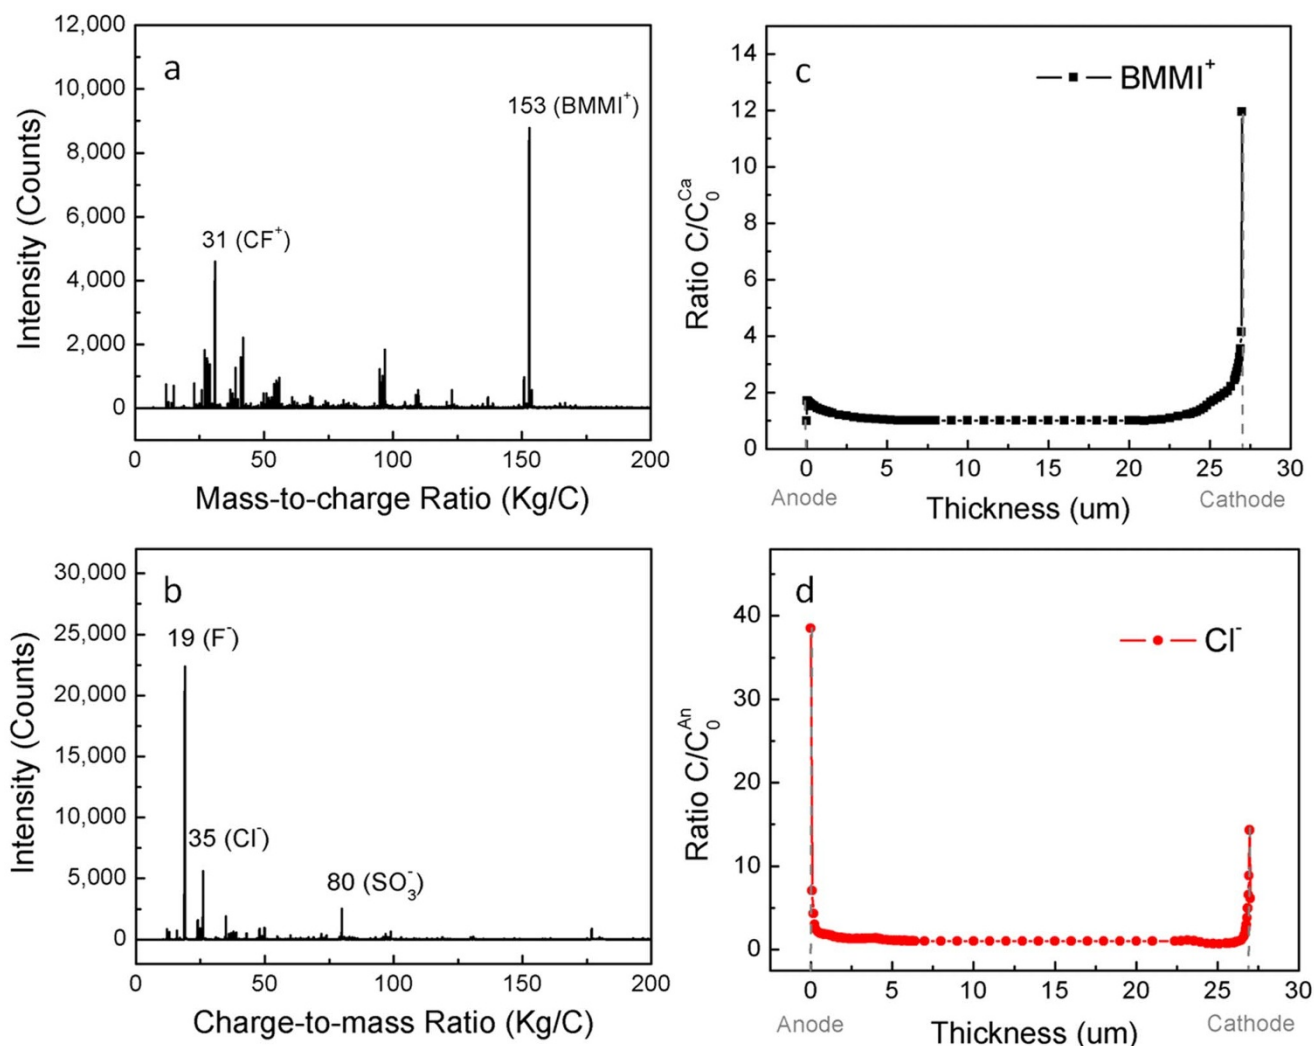 a
12,000
10,000
8,000
6,000
4,000
2,000
0
Intensity (Counts)
153 (BMMI⁺)
31 (CF⁺)
0 50 100 150 200
Mass-to-charge Ratio (Kg/C)
c
BMMI⁺
14
12
10
8
6
4
2
0
Ratio C/C₀^Ca
0 5 10 15 20 25 30
Anode
Thickness (um)
Cathode
b
30,000
25,000
20,000
15,000
10,000
5,000
0
Intensity (Counts)
19 (F⁻)
35 (Cl⁻)
80 (SO₃⁻)
0 50 100 150 200
Charge-to-mass Ratio (Kg/C)
d
Cl⁻
40
30
20
10
0
Ratio C/C₀^An
0 5 10 15 20 25 30
Anode
Thickness (um)
Cathode